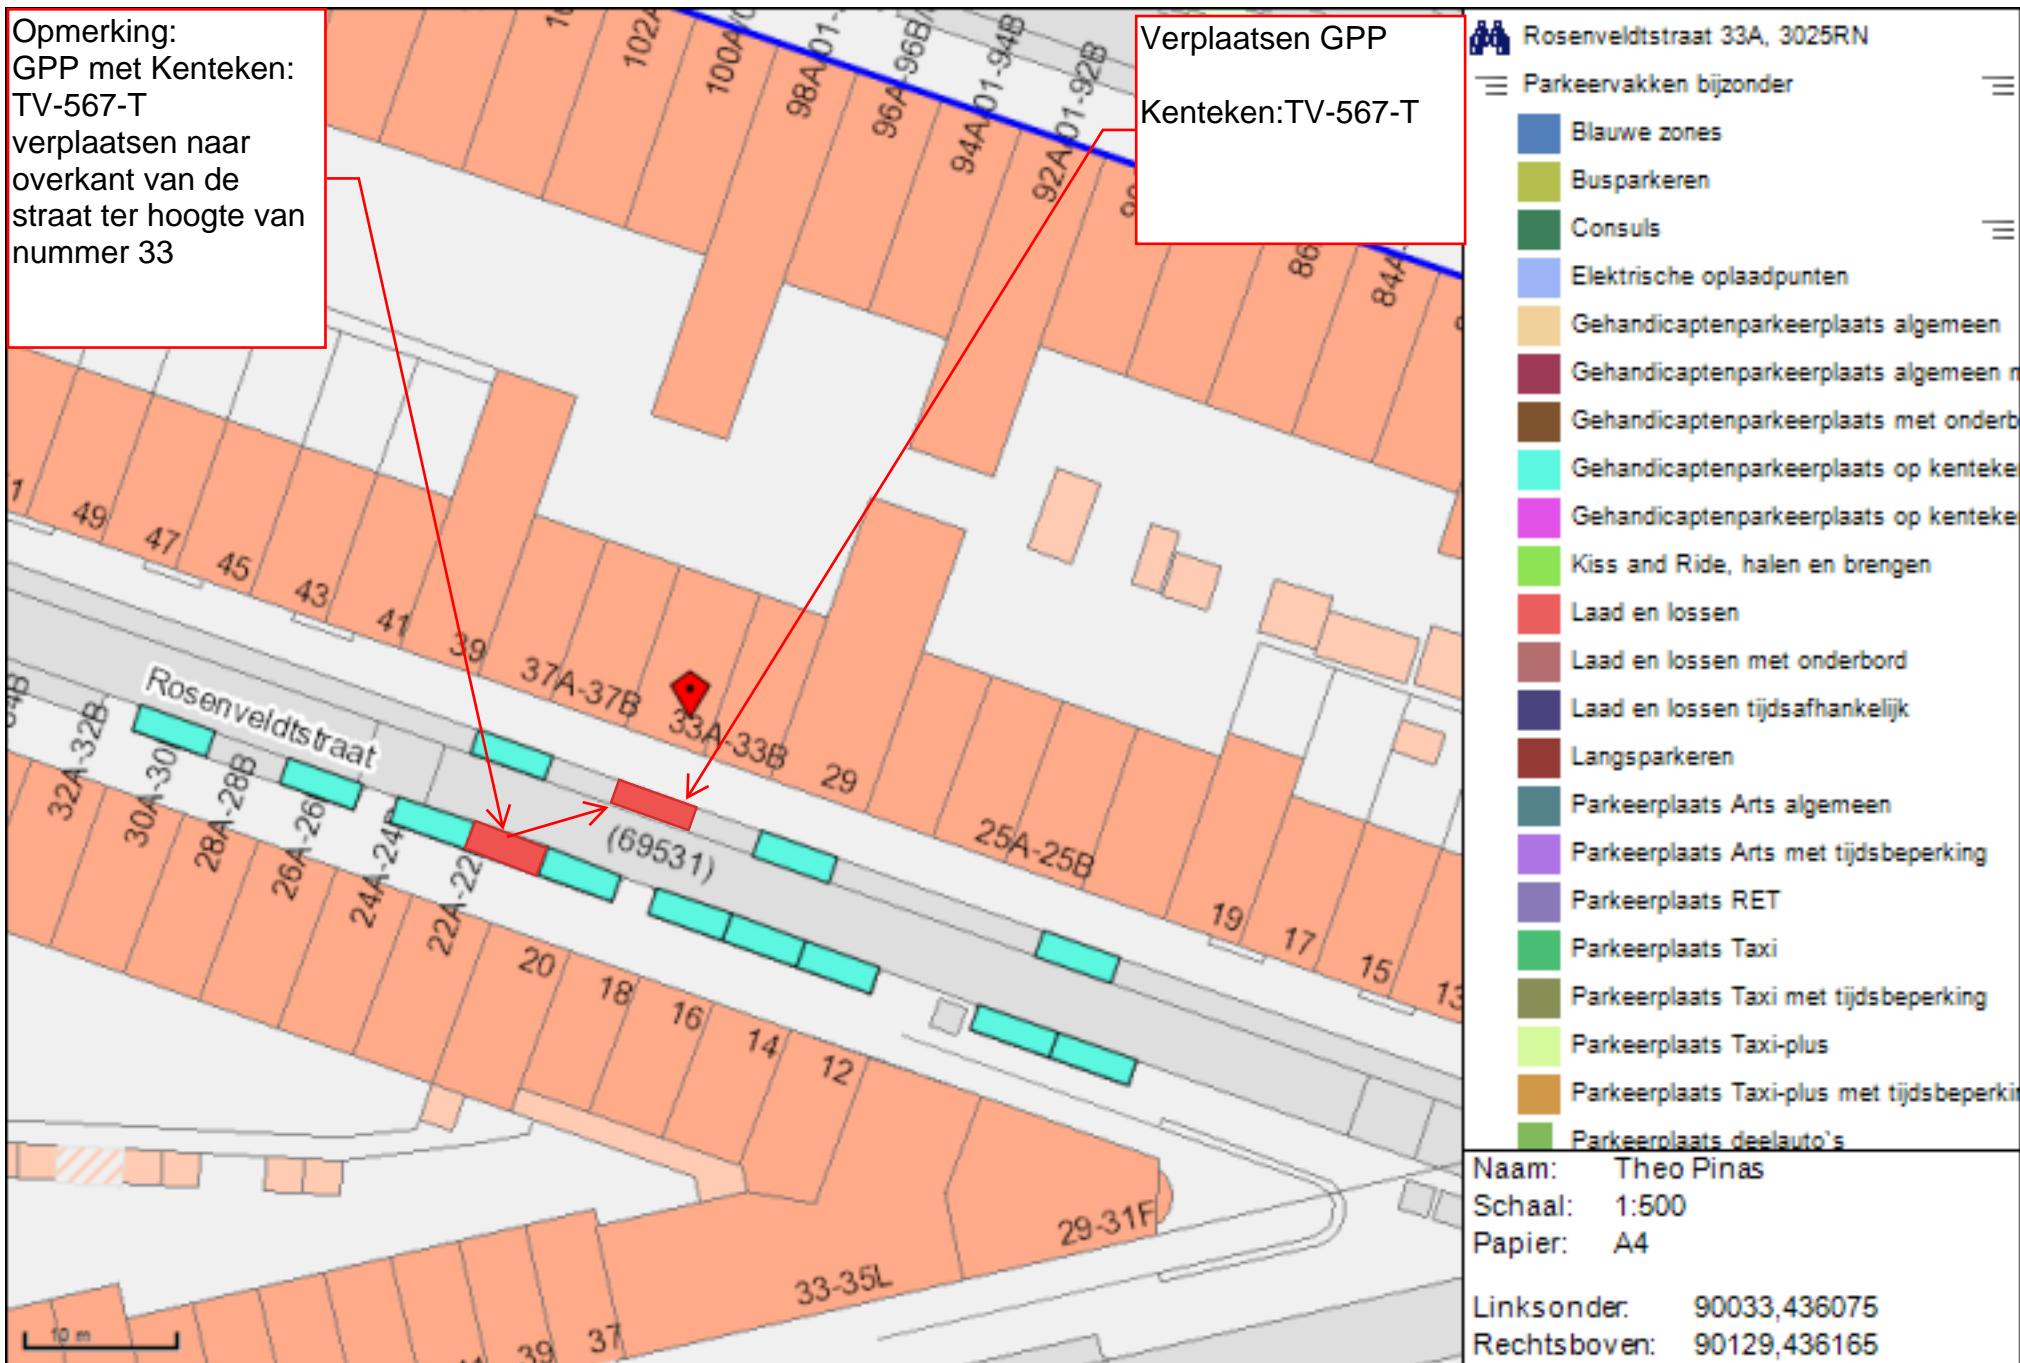 Opmerking:
GPP met Kenteken:
TV-567-T
verplaatsen naar
overkant van de
straat ter hoogte van
nummer 33
Verplaatsen GPP
Kenteken:TV-567-T
102A
100A
98A
01-
96A-96B
94A
01-94B
92A
01-92B
86
84A
49
47
45
43
41
39
37A-37B
33A-33B
29
25A-25B
19
17
15
13
Rosenveldtstraat
(69531)
32A-32B
30A-30
28A-28B
26A-26
24A-24
22A-22
20
18
16
14
12
29-31F
33-35L
37
39
10 m
Rosenveldtstraat 33A, 3025RN
Parkeervakken bijzonder
Blauwe zones
Busparkeren
Consuls
Elektrische oplaadpunten
Gehandicaptenparkeerplaats algemeen
Gehandicaptenparkeerplaats algemeen
Gehandicaptenparkeerplaats met onderb
Gehandicaptenparkeerplaats op kenteke
Gehandicaptenparkeerplaats op kenteke
Kiss and Ride, halen en brengen
Laad en lossen
Laad en lossen met onderbord
Laad en lossen tijdsafhankelijk
Langsparkeren
Parkeerplaats Arts algemeen
Parkeerplaats Arts met tijdsbeperking
Parkeerplaats RET
Parkeerplaats Taxi
Parkeerplaats Taxi met tijdsbeperking
Parkeerplaats Taxi-plus
Parkeerplaats Taxi-plus met tijdsbeperki
Parkeerplaats deelauto`s
Naam: Theo Pinas
Schaal: 1:500
Papier: A4
Linksonder: 90033,436075
Rechtsboven: 90129,436165